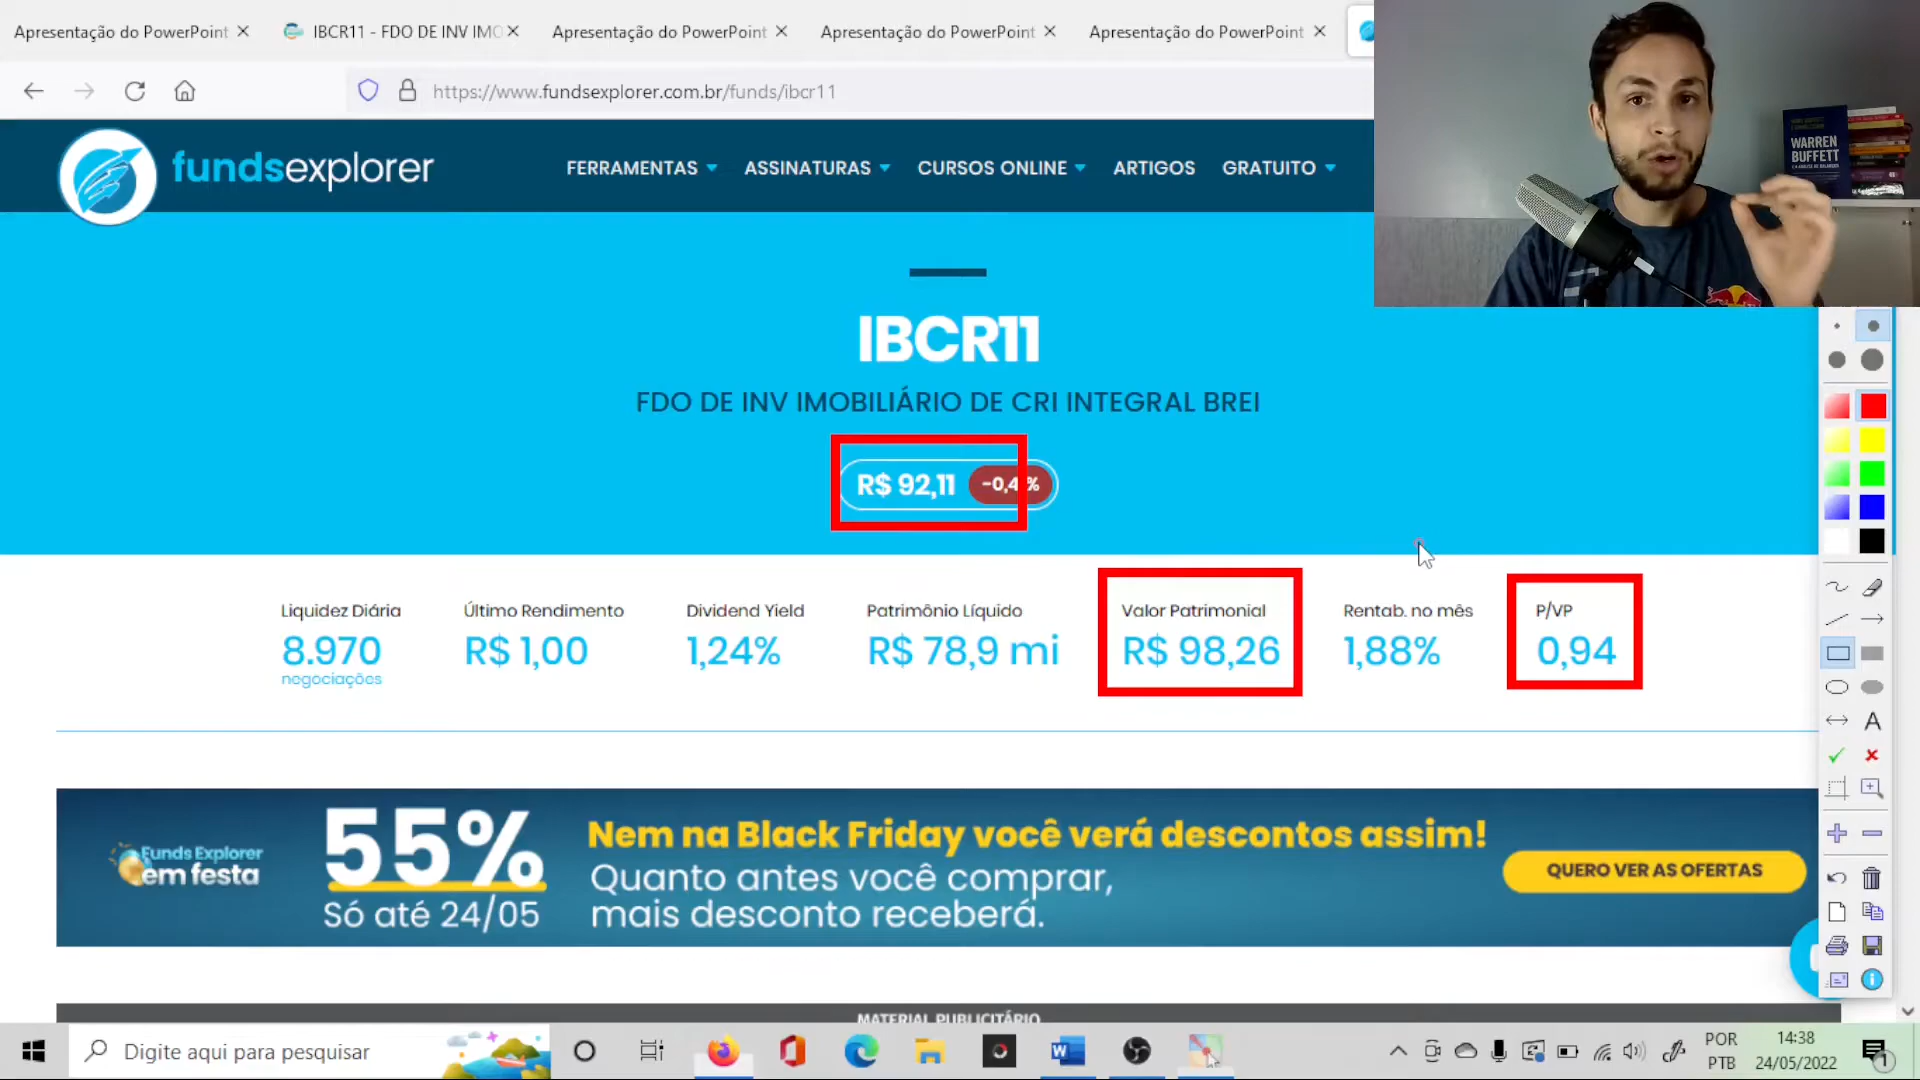 Apresentação do PowerPoint
IBCR11 - FDO DE INV IMO
Apresentação do PowerPoint
Apresentação do PowerPoint
Apresentação do PowerPoint
https://www.fundsexplorer.com.br/funds/ibcr11
fundsexplorer
FERRAMENTAS
ASSINATURAS
CURSOS ONLINE
ARTIGOS
GRATUITO
WARREN
BUFFETT
IBCR11
FDO DE INV IMOBILIÁRIO DE CRI INTEGRAL BREI
R$ 92,11
Liquidez Diária
8.970
negociações
Último Rendimento
R$ 1,00
Dividend Yield
1,24%
Patrimônio Líquido
R$ 78,9 mi
Valor Patrimonial
R$ 98,26
Rentab. no mês
1,88%
P/VP
0,94
Funds Explorer
em festa
55%
Só até 24/05
Nem na Black Friday você verá descontos assim!
Quanto antes você comprar,
mais desconto receberá.
QUERO VER AS OFERTAS
MATERIAL PUBLICITÁRIO
Digite aqui para pesquisar
POR
PTB
14:38
24/05/2022
1